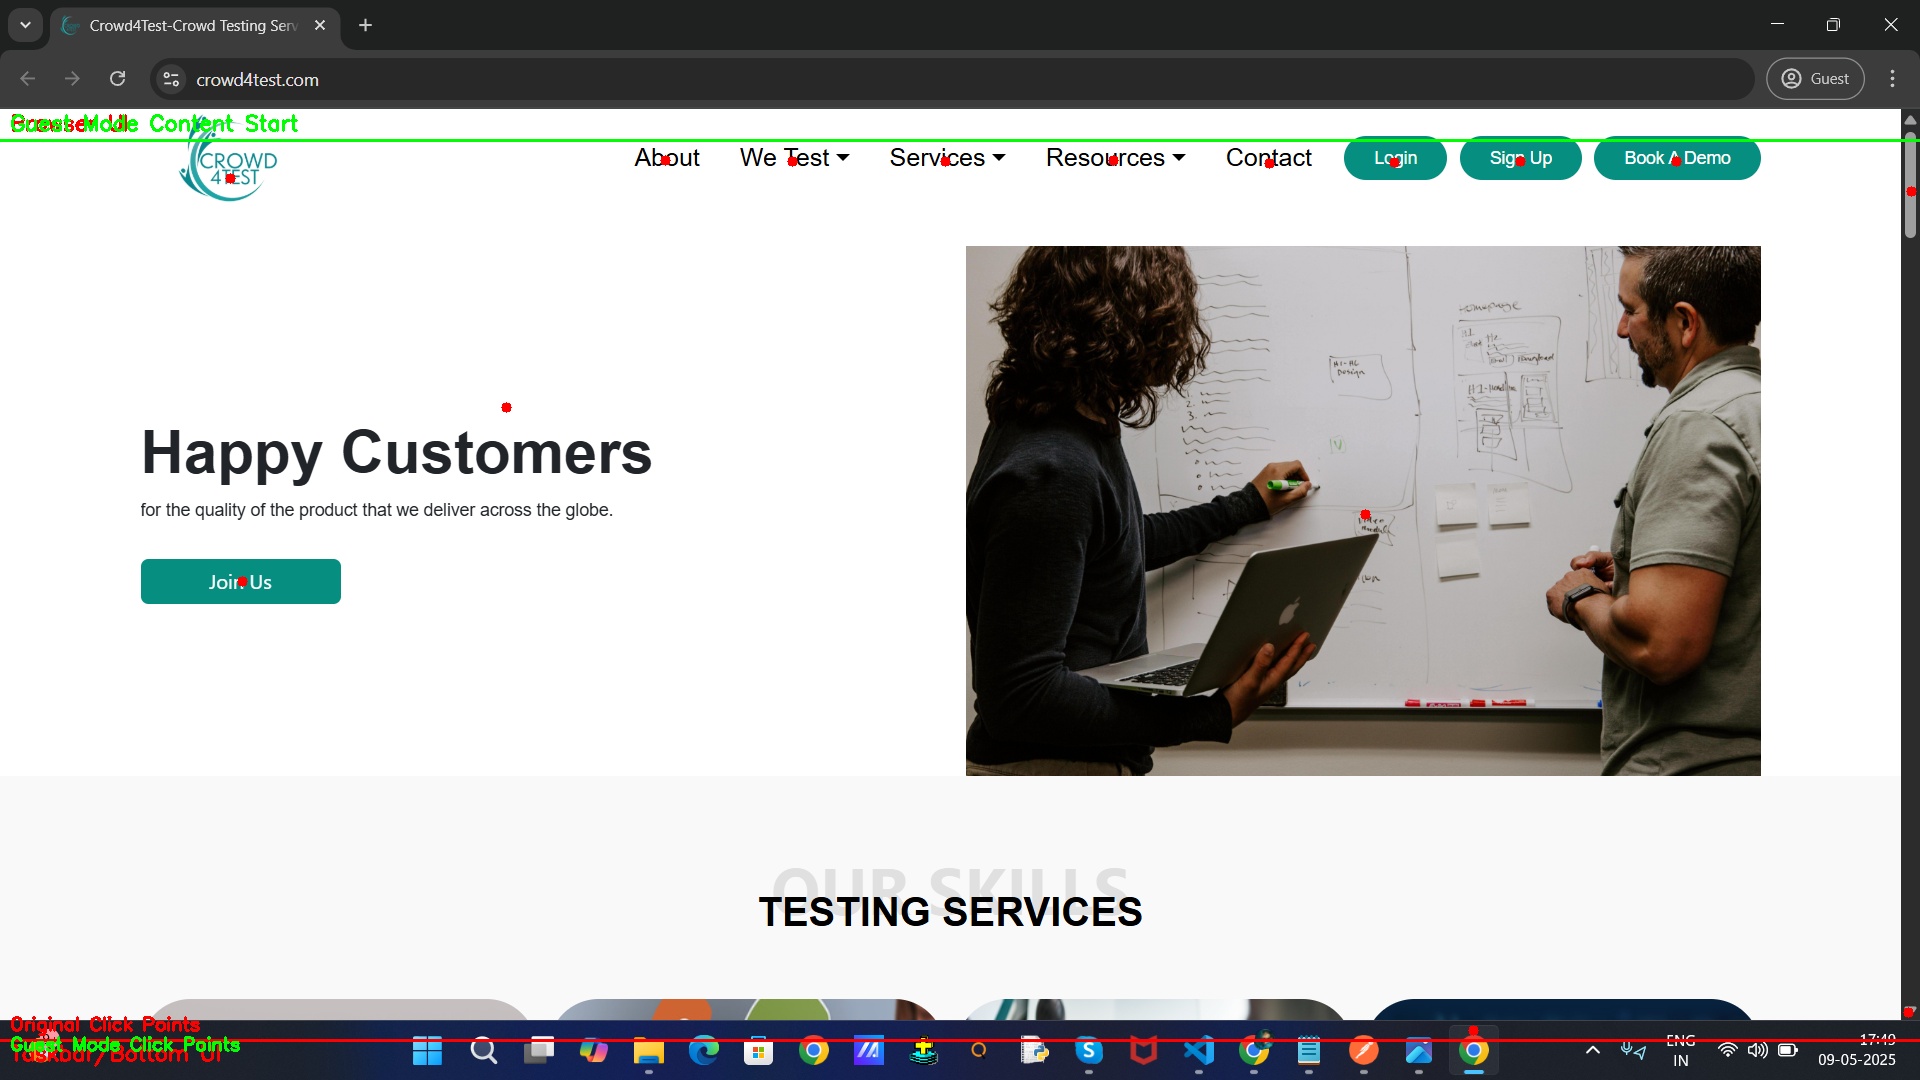 Crowd4Test-Crowd Testing Serv
crowd4test.com
Guest
Guest Mode Content Start
CROWD
4TEST
About
We Test
Services
Resources
Contact
Login
Sign Up
Book A Demo
Happy Customers
for the quality of the product that we deliver across the globe.
Join Us
OUR SKILLS
TESTING SERVICES
Original Click Points
Guest Mode Click Points
Taskbar/Bottom UI
ENG
IN
17:49
09-05-2025